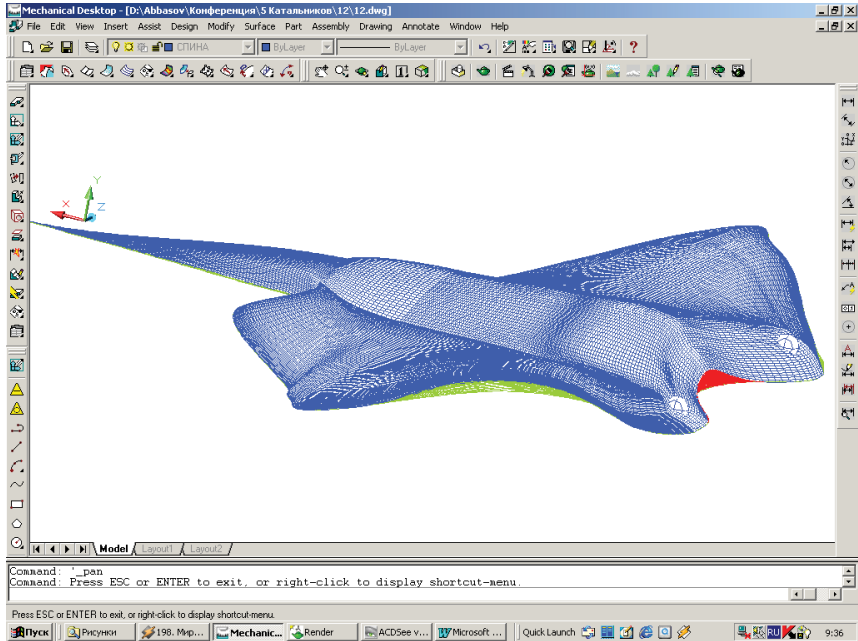 Mechanical Desktop - [D:\Abbasov\Конференция\5 Катальников\12\12.dwg]
File Edit View Insert Assist Design Modify Surface Part Assembly Drawing Annotate Window Help
СПИНА ByLayer ByLayer
Y
X
Z
Model Layout1 Layout2
Command: '_pan
Command: Press ESC or ENTER to exit, or right-click to display shortcut-menu.
Press ESC or ENTER to exit, or right-click to display shortcut-menu.
Пуск Рисунки 198. Мир... Mechanic... Render ACDSee v... Microsoft ... Quick Launch RU 9:36